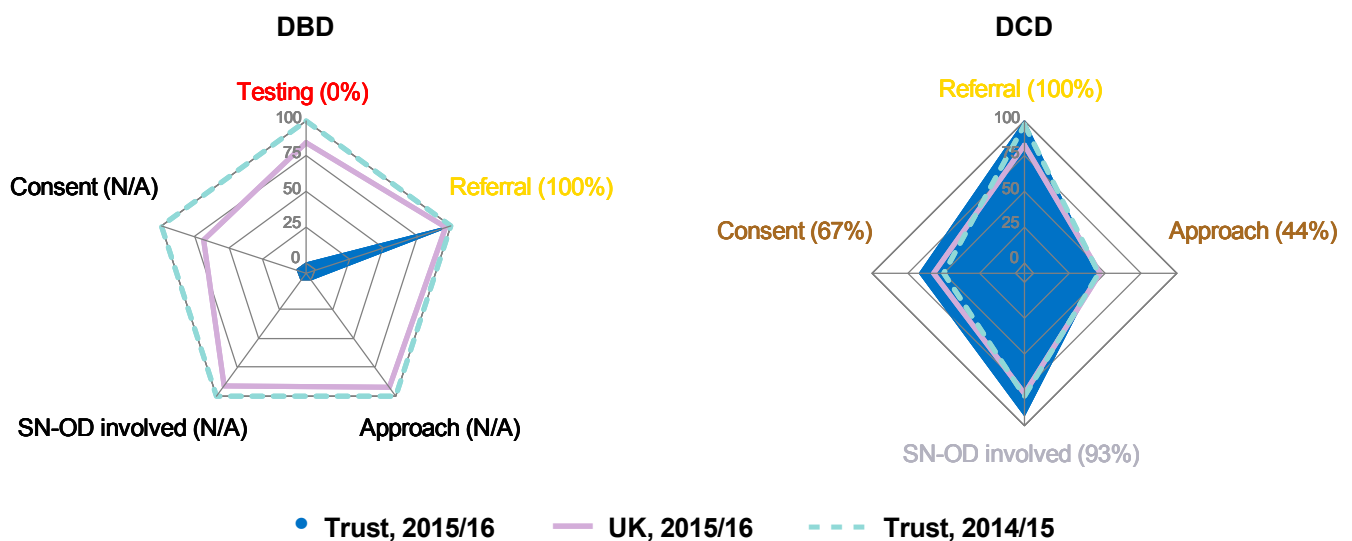 DBD
DCD
Testing (0%)
Referral (100%)
100
75
50
25
0
Consent (N/A)
Referral (100%)
SN-OD involved (N/A)
Approach (N/A)
100
75
50
25
0
Consent (67%)
Approach (44%)
SN-OD involved (93%)
Trust, 2015/16
UK, 2015/16
Trust, 2014/15